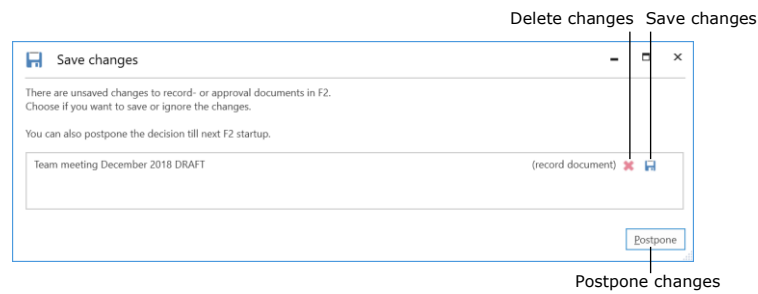 Delete changes Save changes
Save changes
There are unsaved changes to record- or approval documents in F2.
Choose if you want to save or ignore the changes.
You can also postpone the decision till next F2 startup.
Team meeting December 2018 DRAFT (record document)
Postpone
Postpone changes